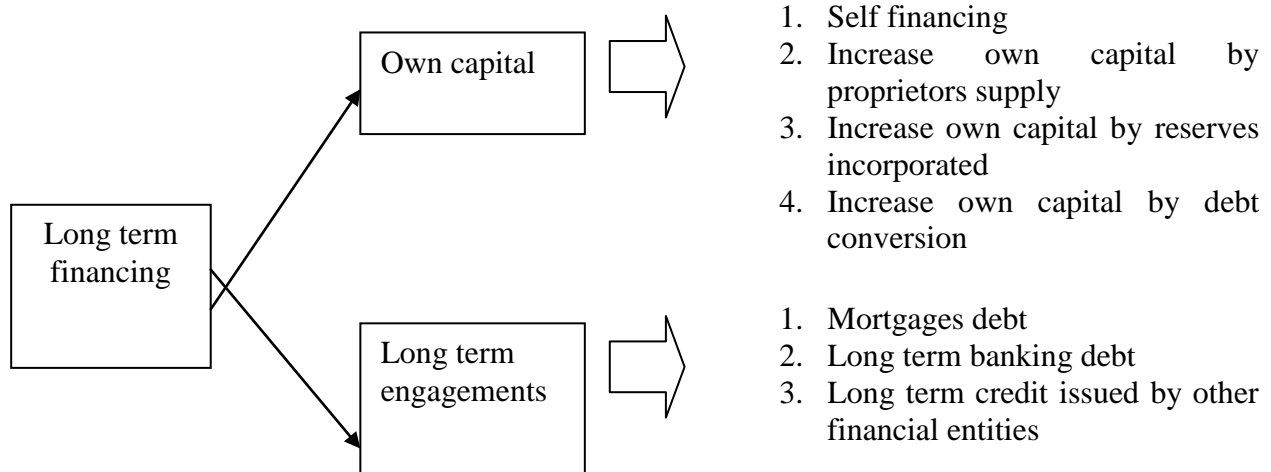 Long term
financing
Own capital
1. Self financing
2. Increase own capital by
proprietors supply
3. Increase own capital by reserves
incorporated
4. Increase own capital by debt
conversion
Long term
engagements
1. Mortgages debt
2. Long term banking debt
3. Long term credit issued by other
financial entities